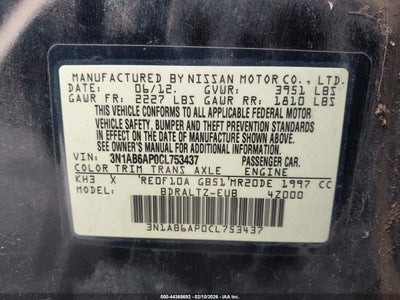 MANUFACTURED BY NISSAN MOTOR CO., LTD.
DATE: 06/12 GVWR: 3951 LBS
GAWR FR: 2227 LBS GAWR RR: 1810 LBS
THIS VEHICLE CONFORMS TO ALL APPLICABLE FEDERAL MOTOR
VEHICLE SAFETY, BUMPER AND THEFT PREVENTION STANDARDS
IN EFFECT ON THE DATE OF MANUFACTURE SHOWN ABOVE.
SEE OWNER'S MANUAL FOR ADDITIONAL INFORMATION.
VIN: 3N1AB6AP0CL753437 PASSENGER CAR.
COLOR TRIM TRANS AXLE ENGINE
KH3 X RE0F10A GB51 MR20DE 1997 CC
MODEL: BDRALTZ-EUB 4Z000
3N1AB6AP0CL753437
IAA: 44368692 - 02/10/2026 - IAAI